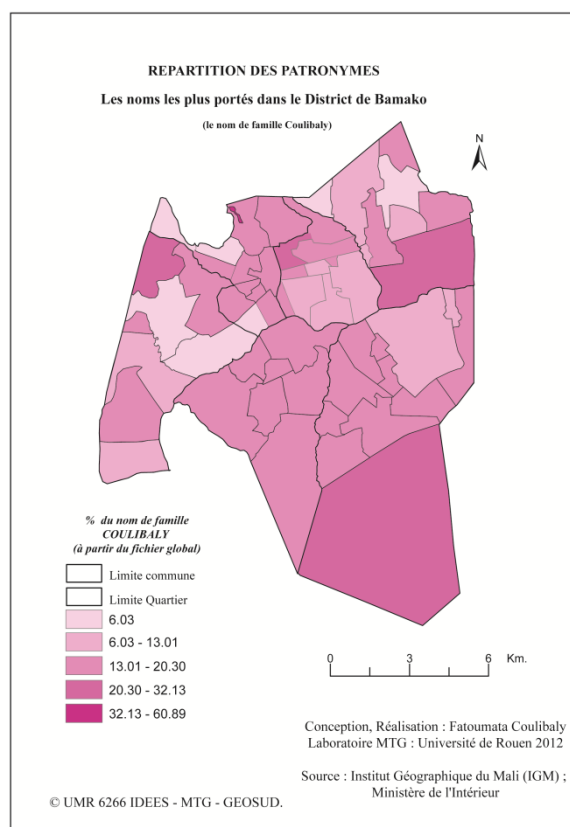 REPARTITION DES PATRONYMES
Les noms les plus portés dans le District de Bamako
(le nom de famille Coulibaly)
N
% du nom de famille
COULIBALY
(à partir du fichier global)
Limite commune
Limite Quartier
6.03
6.03 - 13.01
13.01 - 20.30
20.30 - 32.13
32.13 - 60.89
0 3 6 Km.
Conception, Réalisation : Fatoumata Coulibaly
Laboratoire MTG : Université de Rouen 2012
Source : Institut Géographique du Mali (IGM) ;
Ministère de l'Intérieur
© UMR 6266 IDEES - MTG - GEOSUD.